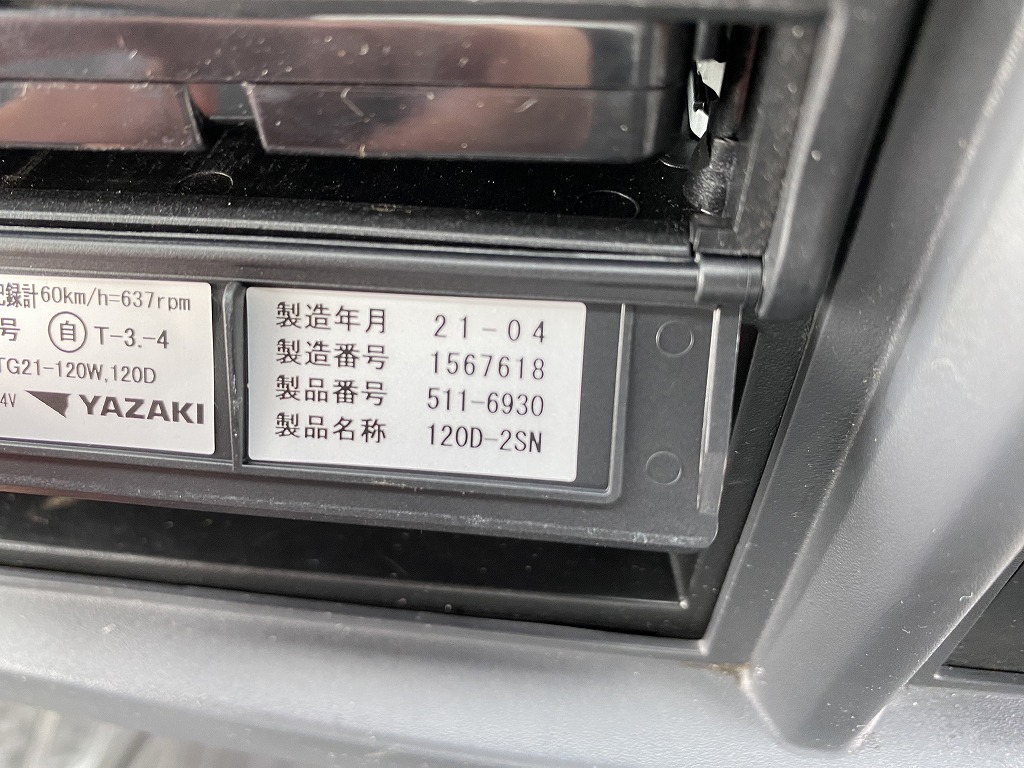 記録計60km/h=637rpm
号 自 T-3.-4
TG21-120W,120D
4V YAZAKI
製造年月 21-04
製造番号 1567618
製品番号 511-6930
製品名称 120D-2SN